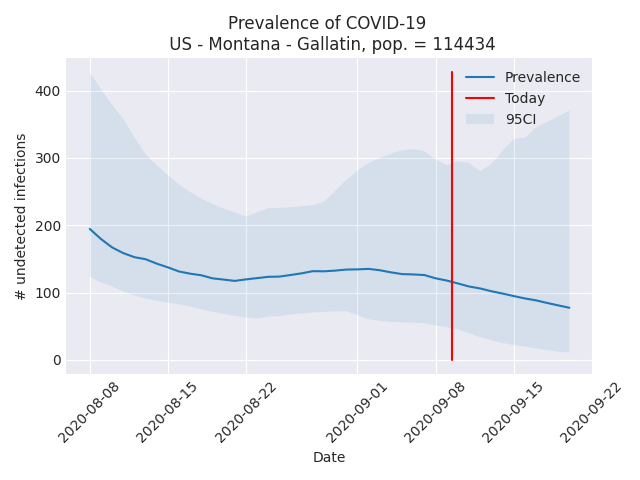 Prevalence of COVID-19
US - Montana - Gallatin, pop. = 114434
Prevalence
Today
95CI
400
300
200
100
0
# undetected infections
2020-08-08
2020-08-15
2020-08-22
2020-09-01
2020-09-08
2020-09-15
2020-09-22
Date